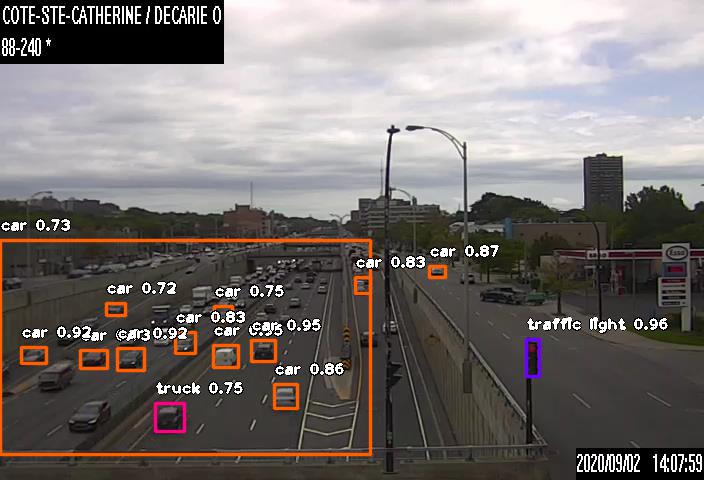 COTE-STE-CATHERINE / DECARIE O
88-240 *
car 0.73
car 0.87
car 0.83
Esso
car 0.72
car 0.75
car 0.83
car 0.92
car 0.92
car 0.95
traffic light 0.96
car 0.86
truck 0.75
2020/09/02 14:07:59